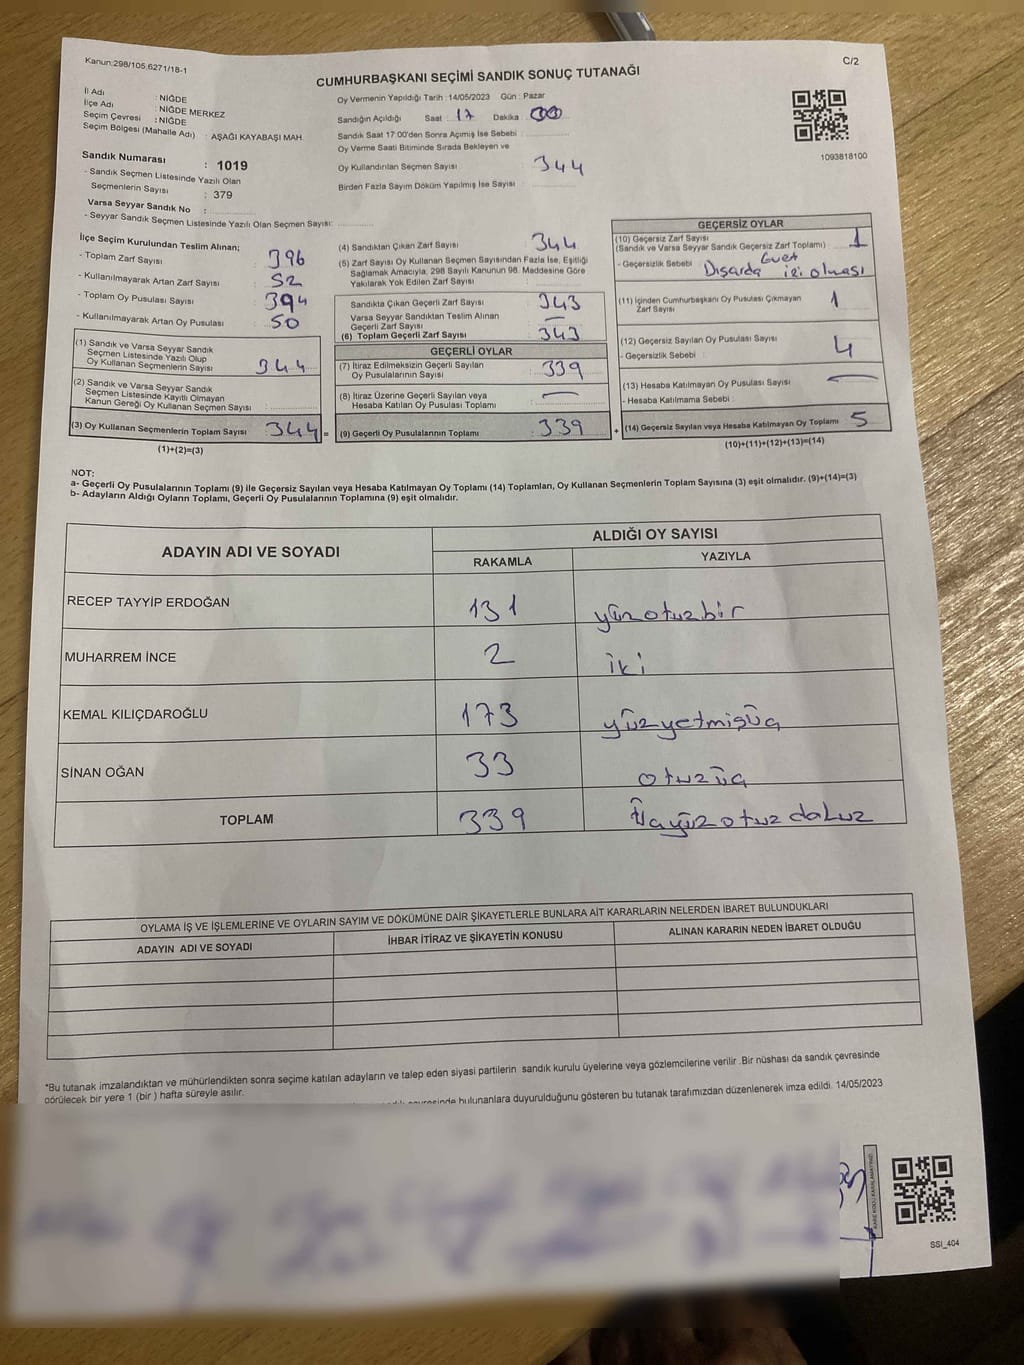 Kanun:298/105,6271/18-1
C/2
CUMHURBAŞKANI SEÇİMİ SANDIK SONUÇ TUTANAĞI
İl Adı : NİĞDE
İlçe Adı : NİĞDE MERKEZ
Seçim Çevresi : NİĞDE
Seçim Bölgesi (Mahalle Adı) : AŞAĞI KAYABAŞI MAH.
Sandık Numarası : 1019
- Sandık Seçmen Listesinde Yazılı Olan
Seçmenlerin Sayısı : 379
Varsa Seyyar Sandık No :
- Seyyar Sandık Seçmen Listesinde Yazılı Olan Seçmen Sayısı:
Oy Vermenin Yapıldığı Tarih : 14/05/2023 Gün : Pazar
Sandığın Açıldığı Saat : 17 Dakika : 00
Sandık Saat 17:00'den Sonra Açımış İse Sebebi :
Oy Verme Saati Bitiminde Sırada Bekleyen ve
Oy Kullandırılan Seçmen Sayısı : 344
Birden Fazla Sayım Döküm Yapılmış İse Sayısı :
1093818100
İlçe Seçim Kurulundan Teslim Alınan;
- Toplam Zarf Sayısı : 396
- Kullanılmayarak Artan Zarf Sayısı : 52
- Toplam Oy Pusulası Sayısı : 394
- Kullanılmayarak Artan Oy Pusulası : 50
(1) Sandık ve Varsa Seyyar Sandık
Seçmen Listesinde Yazılı Olup
Oy Kullanan Seçmenlerin Sayısı : 344
(2) Sandık ve Varsa Seyyar Sandık
Seçmen Listesinde Kayıtlı Olmayan
Kanun Gereği Oy Kullanan Seçmen Sayısı :
(3) Oy Kullanan Seçmenlerin Toplam Sayısı : 344 =
(1)+(2)=(3)
(4) Sandıktan Çıkan Zarf Sayısı : 344
(5) Zarf Sayısı Oy Kullanan Seçmen Sayısından Fazla İse, Eşitliği
Sağlamak Amacıyla, 298 Sayılı Kanunun 98. Maddesine Göre
Yakılarak Yok Edilen Zarf Sayısı :
Sandıkta Çıkan Geçerli Zarf Sayısı : 343
Varsa Seyyar Sandıktan Teslim Alınan
Geçerli Zarf Sayısı : —
(6) Toplam Geçerli Zarf Sayısı : 343
GEÇERLİ OYLAR
(7) İtiraz Edilmeksizin Geçerli Sayılan
Oy Pusulalarının Sayısı : 339
(8) İtiraz Üzerine Geçerli Sayılan veya
Hesaba Katılan Oy Pusulası Toplamı : —
(9) Geçerli Oy Pusulalarının Toplamı : 339 +
GEÇERSİZ OYLAR
(10) Geçersiz Zarf Sayısı : 1
(Sandık ve Varsa Seyyar Sandık Geçersiz Zarf Toplamı)
- Geçersizlik Sebebi : Evet
Dışarda izi olması
(11) İçinden Cumhurbaşkanı Oy Pusulası Çıkmayan
Zarf Sayısı : 1
(12) Geçersiz Sayılan Oy Pusulası Sayısı : 4
- Geçersizlik Sebebi :
(13) Hesaba Katılmayan Oy Pusulası Sayısı : —
- Hesaba Katılmama Sebebi :
(14) Geçersiz Sayılan veya Hesaba Katılmayan Oy Toplamı : 5
(10)+(11)+(12)+(13)=(14)
NOT:
a- Geçerli Oy Pusulalarının Toplamı (9) ile Geçersiz Sayılan veya Hesaba Katılmayan Oy Toplamı (14) Toplamları, Oy Kullanan Seçmenlerin Toplam Sayısına (3) eşit olmalıdır. (9)+(14)=(3)
b- Adayların Aldığı Oyların Toplamı, Geçerli Oy Pusulalarının Toplamına (9) eşit olmalıdır.
ADAYIN ADI VE SOYADI ALDIĞI OY SAYISI
RAKAMLA YAZIYLA
RECEP TAYYİP ERDOĞAN 131 yüzotuzbir
MUHARREM İNCE 2 iki
KEMAL KILIÇDAROĞLU 173 yüzyetmişüç
SİNAN OĞAN 33 otuzüç
TOPLAM 339 üçyüzotuzdokuz
OYLAMA İŞ VE İŞLEMLERİNE VE OYLARIN SAYIM VE DÖKÜMÜNE DAİR ŞİKAYETLERLE BUNLARA AİT KARARLARIN NELERDEN İBARET BULUNDUKLARI
ADAYIN ADI VE SOYADI İHBAR İTİRAZ VE ŞİKAYETİN KONUSU ALINAN KARARIN NEDEN İBARET OLDUĞU
*Bu tutanak imzalandıktan ve mühürlendikten sonra seçime katılan adayların ve talep eden siyasi partilerin sandık kurulu üyelerine veya gözlemcilerine verilir .Bir nüshası da sandık çevresinde
görülecek bir yere 1 (bir ) hafta süreyle asılır.
bulunanlara duyurulduğunu gösteren bu tutanak tarafımızdan düzenlenerek imza edildi. 14/05/2023
KARE KODU KARALAMAYINIZ!
SSI_404